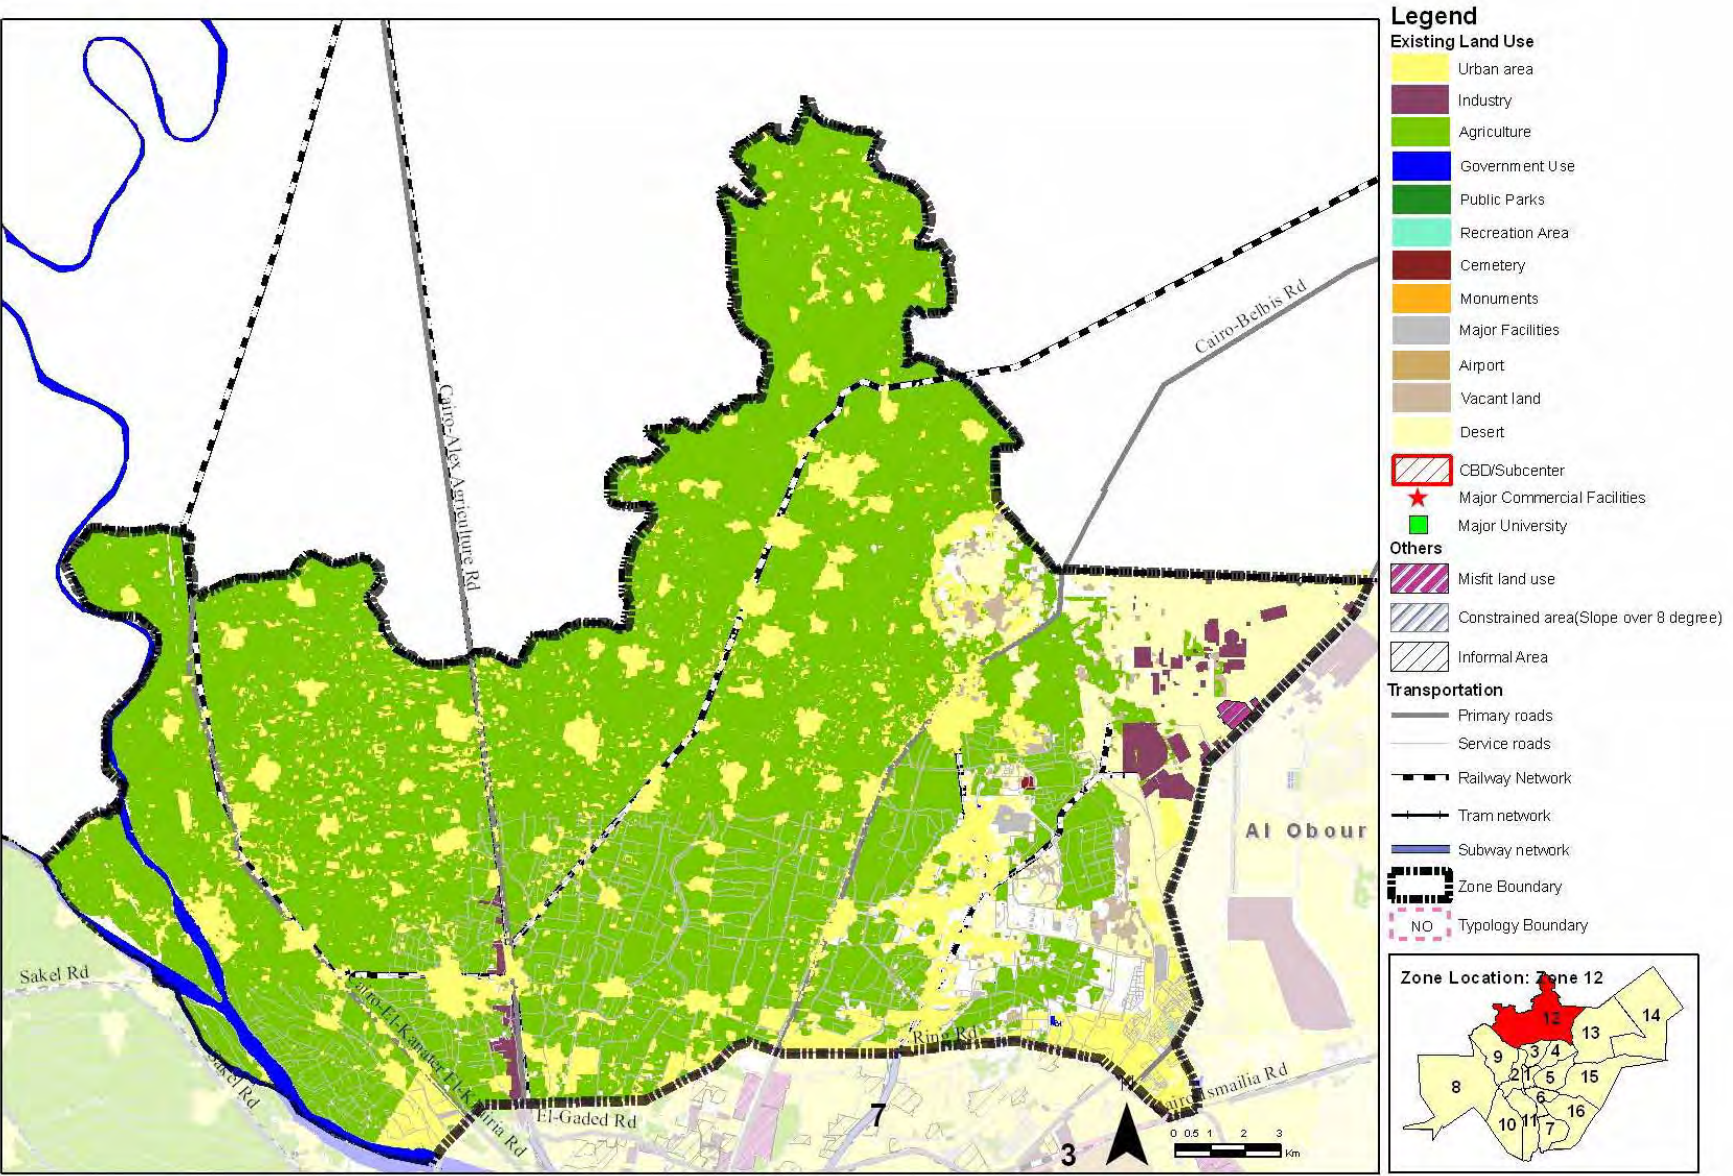 Legend
Existing Land Use
Urban area
Industry
Agriculture
Government Use
Public Parks
Recreation Area
Cemetery
Monuments
Major Facilities
Airport
Vacant land
Desert
CBD/Subcenter
Major Commercial Facilities
Major University
Others
Misfit land use
Constrained area(Slope over 8 degree)
Informal Area
Transportation
Primary roads
Service roads
Railway Network
Tram network
Subway network
Zone Boundary
NO Typology Boundary
Zone Location: Zone 12
12
13
14
9
3
4
8
2
1
5
15
6
10
11
7
16
Cairo-Belbis Rd
Cairo-Alex Agriculture Rd
Al Obour
Sakel Rd
Sakel Rd
Ring Rd
El-Gaded Rd
Ismailia Rd
7
3
0 0.5 1 2 3
Km